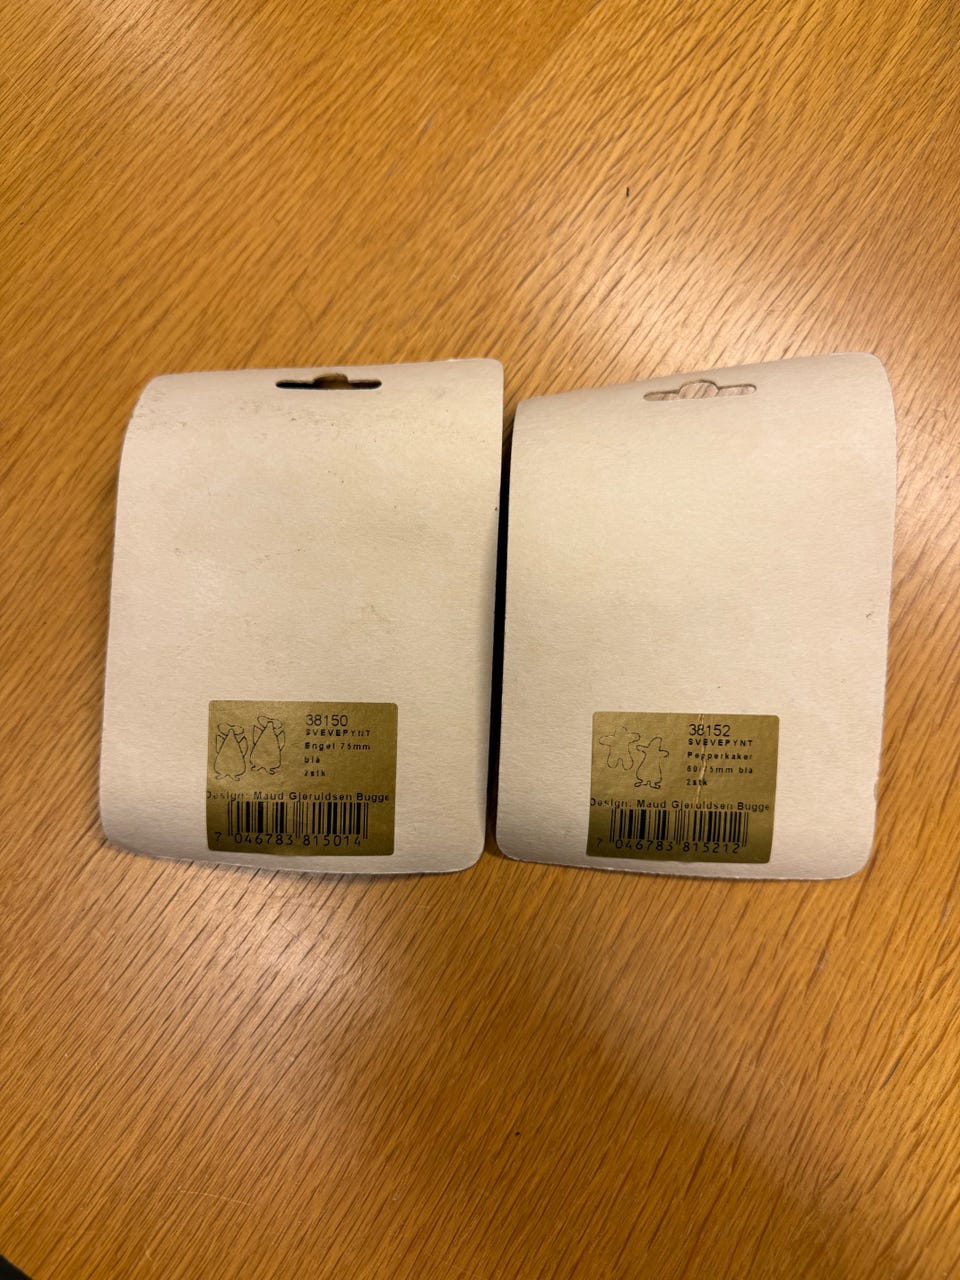 38150
SVEVEPYNT
Engel 75mm
blå
2stk
Design: Maud Gjeruldsen Bugge
7 046783 815014
38152
SVEVEPYNT
Pepperkaker
60/75mm blå
2stk
Design: Maud Gjeruldsen Bugge
7 046783 815212